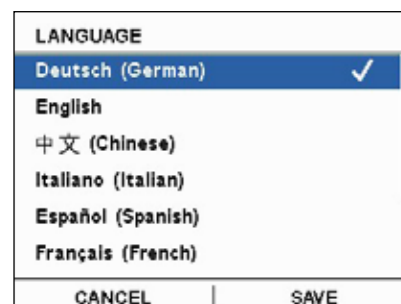 LANGUAGE
Deutsch (German)
English
中文 (Chinese)
Italiano (Italian)
Español (Spanish)
Français (French)
CANCEL | SAVE